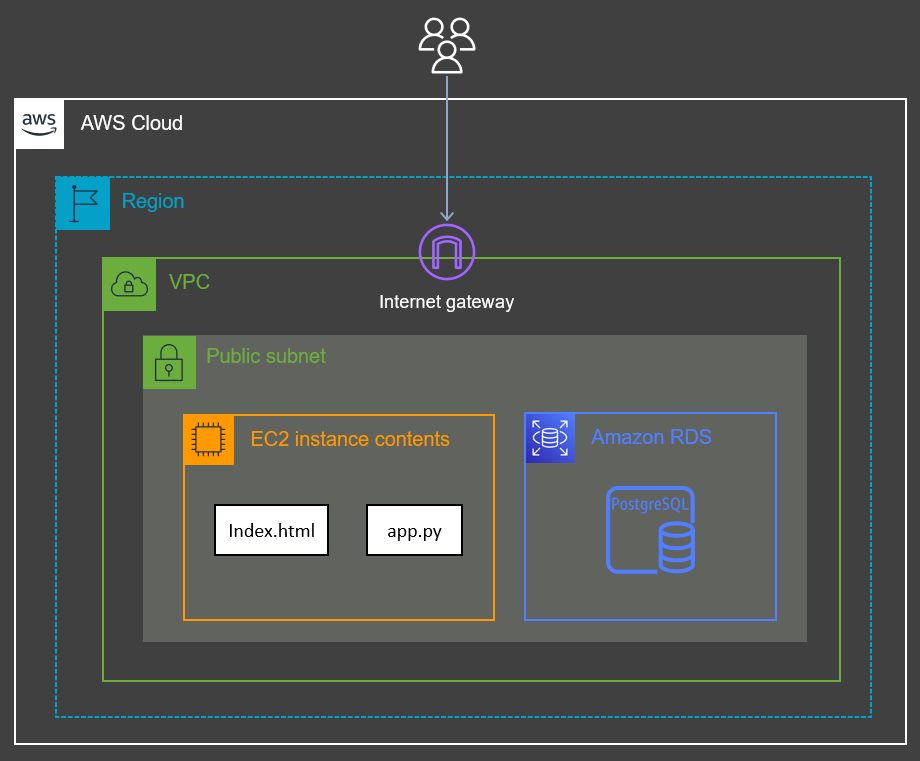 aws
AWS Cloud
Region
VPC
Internet gateway
Public subnet
EC2 instance contents
Amazon RDS
Index.html
app.py
PostgreSQL